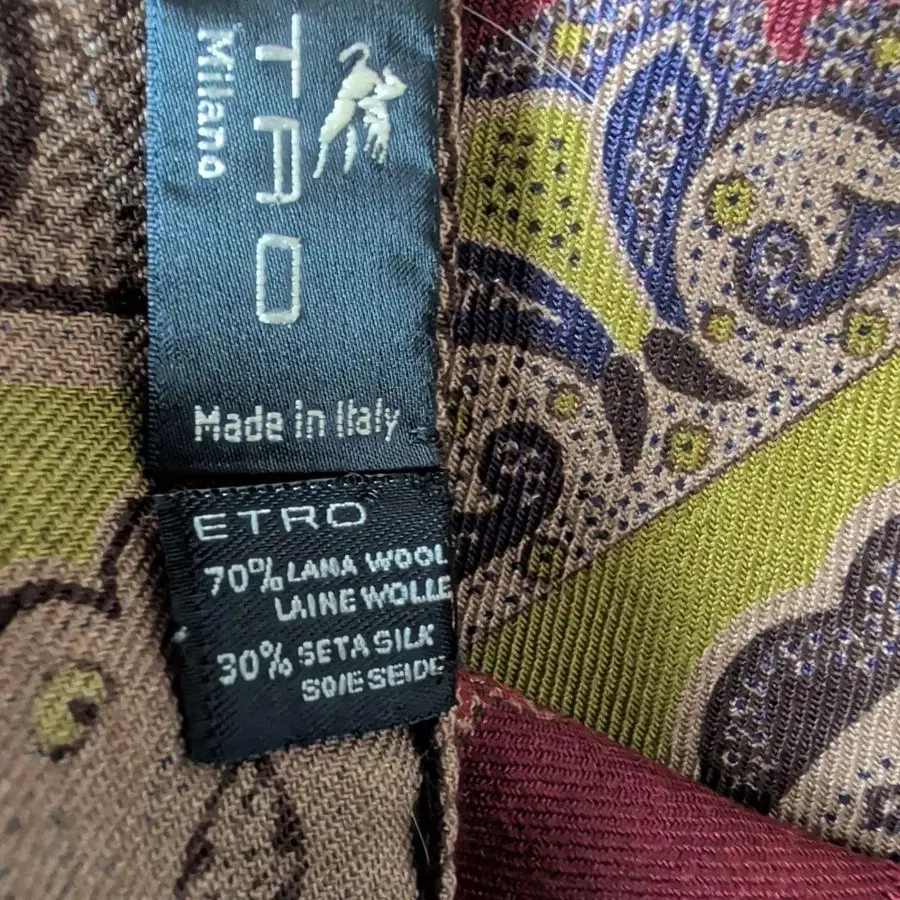 TRO
Milano
Made in Italy
ETRO
70% LANA WOOL
LAINE WOLLE
30% SETA SILK
SOIE SEIDE